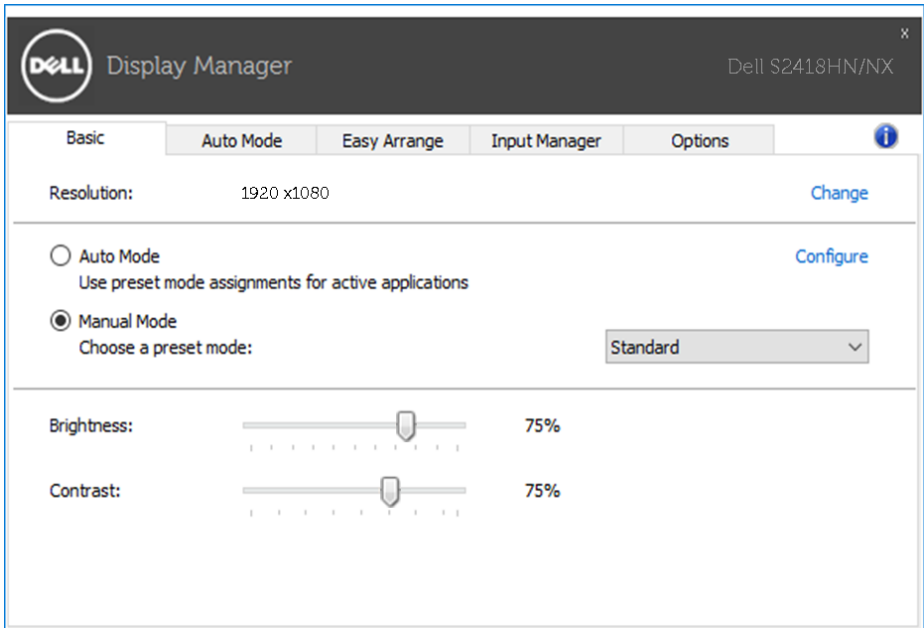 DELL Display Manager
x
Dell S2418HN/NX
Basic Auto Mode Easy Arrange Input Manager Options i
Resolution: 1920 x1080 Change
Auto Mode Configure
Use preset mode assignments for active applications
Manual Mode
Choose a preset mode: Standard
Brightness: 75%
Contrast: 75%